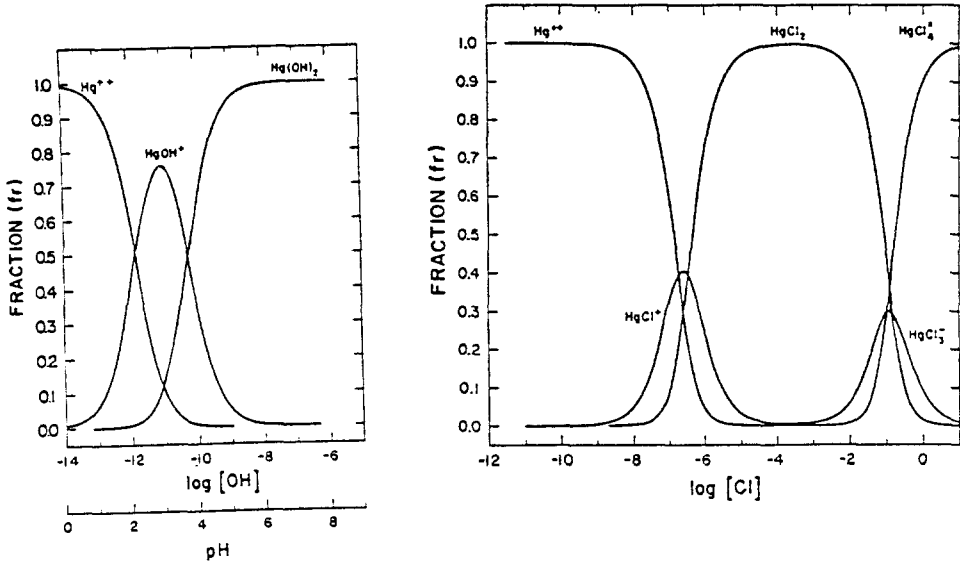 Hg++
Hg(OH)2
HgOH+
FRACTION (fr)
1.0
0.9
0.8
0.7
0.6
0.5
0.4
0.3
0.2
0.1
0.0
-14 -12 -10 -8 -6
log [OH]
0 2 4 6 8
pH
Hg++ HgCl2 HgCl4=
1.0
0.9
0.8
0.7
0.6
0.5
0.4
0.3
0.2
0.1
0.0
FRACTION (fr)
HgCl+
HgCl3-
-12 -10 -8 -6 -4 -2 0
log [Cl]